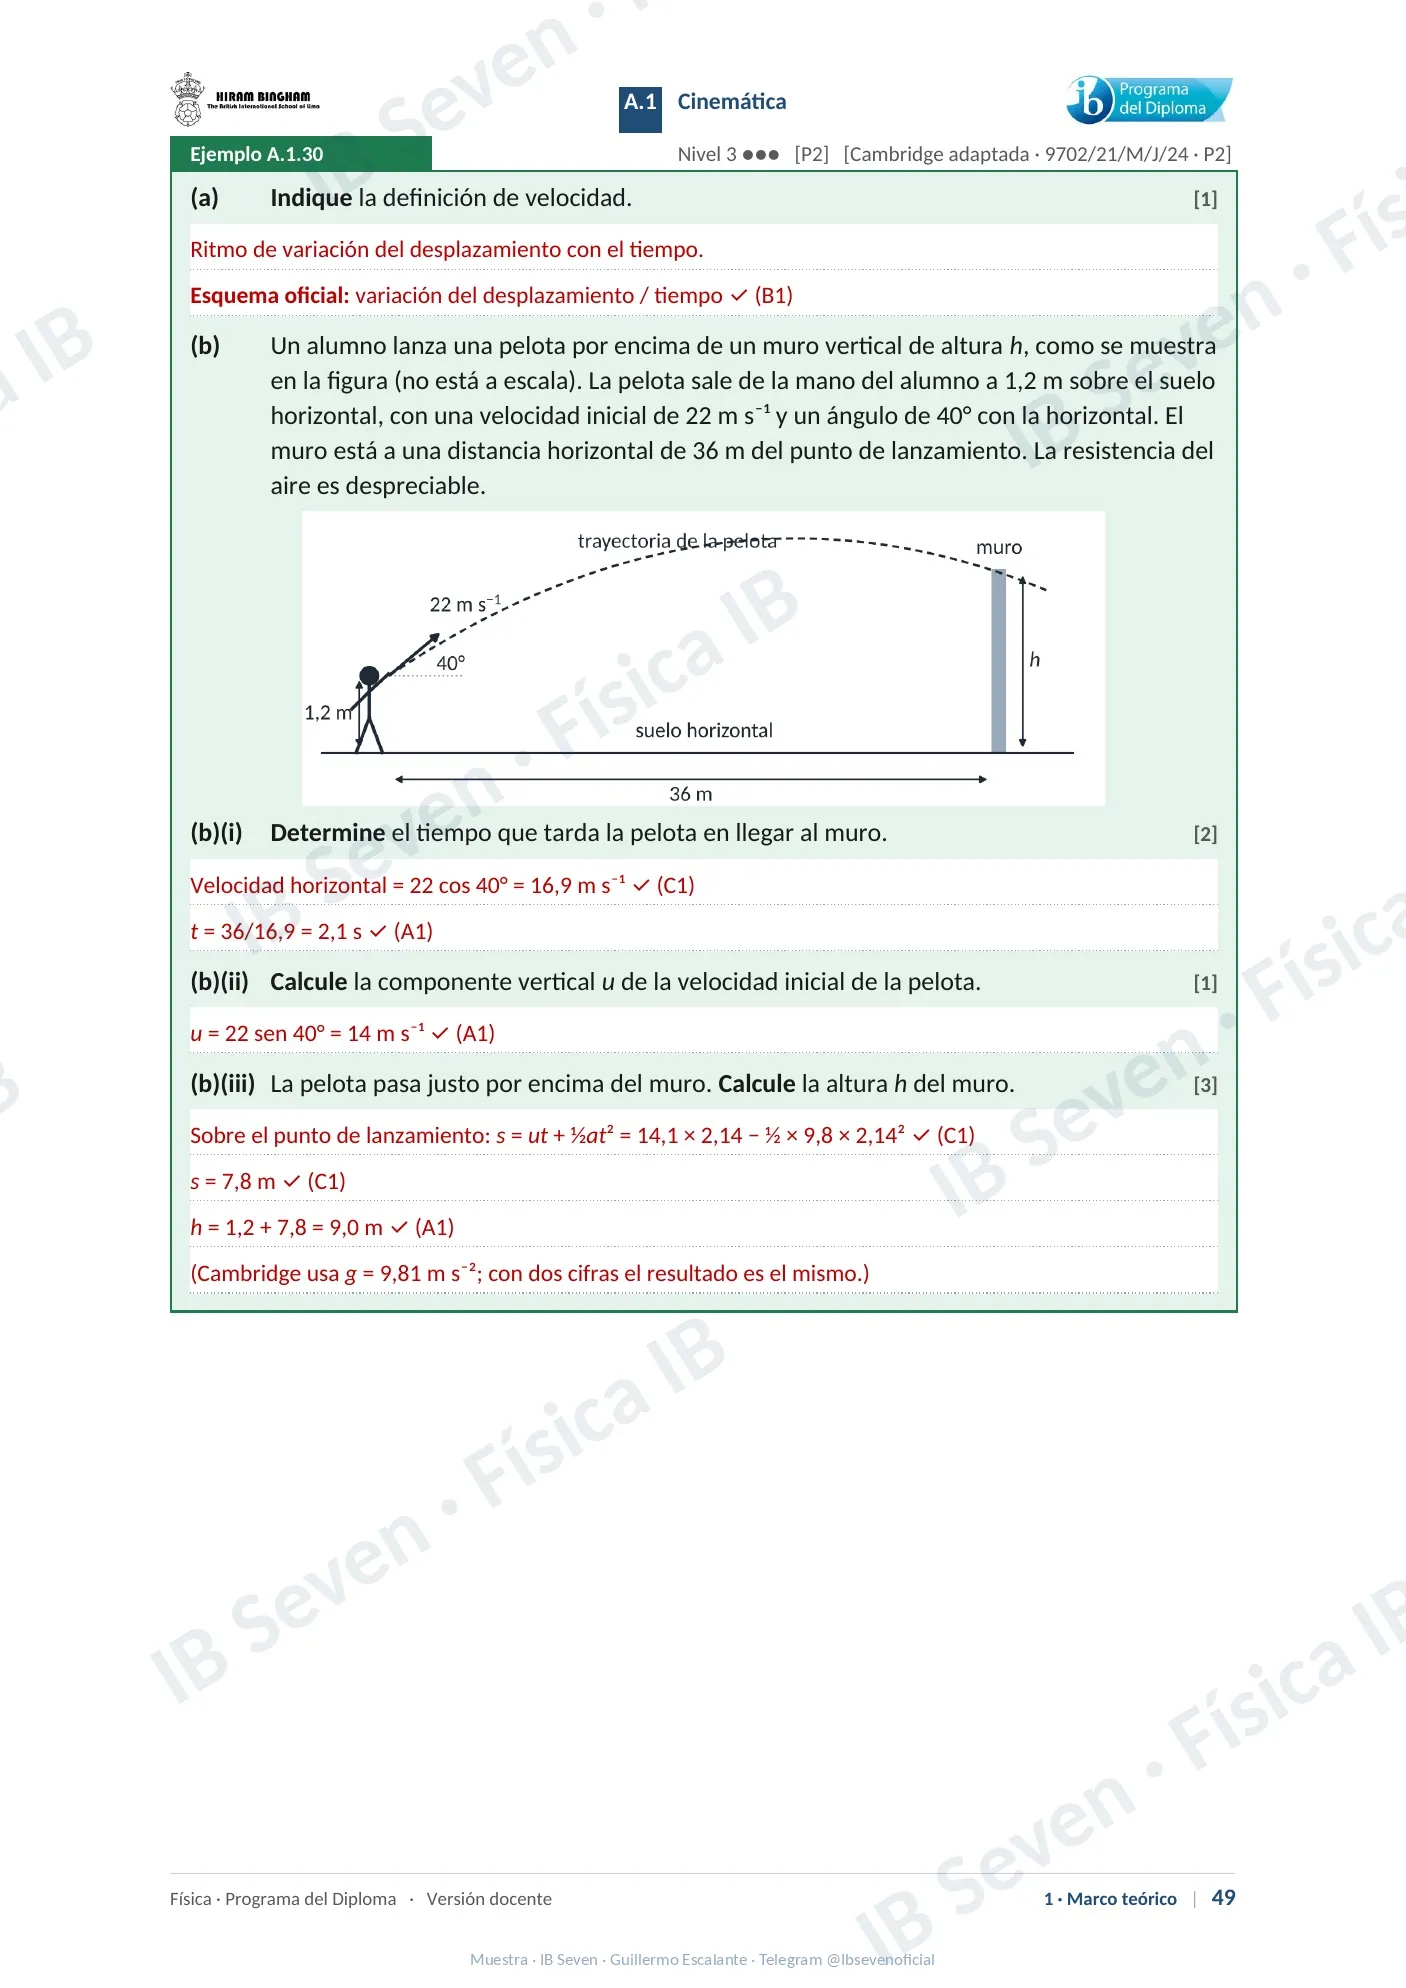 HIRAM BINGHAM
The British International School of Lima
A.1 Cinemática
ib Programa
del Diploma
Ejemplo A.1.30
Nivel 3 ●●● [P2] [Cambridge adaptada · 9702/21/M/J/24 · P2]
(a) Indique la definición de velocidad. [1]
Ritmo de variación del desplazamiento con el tiempo.
Esquema oficial: variación del desplazamiento / tiempo ✓ (B1)
(b) Un alumno lanza una pelota por encima de un muro vertical de altura h, como se muestra
en la figura (no está a escala). La pelota sale de la mano del alumno a 1,2 m sobre el suelo
horizontal, con una velocidad inicial de 22 m s⁻¹ y un ángulo de 40° con la horizontal. El
muro está a una distancia horizontal de 36 m del punto de lanzamiento. La resistencia del
aire es despreciable.
trayectoria de la pelota
muro
22 m s⁻¹
40°
h
1,2 m
suelo horizontal
36 m
(b)(i) Determine el tiempo que tarda la pelota en llegar al muro. [2]
Velocidad horizontal = 22 cos 40° = 16,9 m s⁻¹ ✓ (C1)
t = 36/16,9 = 2,1 s ✓ (A1)
(b)(ii) Calcule la componente vertical u de la velocidad inicial de la pelota. [1]
u = 22 sen 40° = 14 m s⁻¹ ✓ (A1)
(b)(iii) La pelota pasa justo por encima del muro. Calcule la altura h del muro. [3]
Sobre el punto de lanzamiento: s = ut + ½at² = 14,1 × 2,14 − ½ × 9,8 × 2,14² ✓ (C1)
s = 7,8 m ✓ (C1)
h = 1,2 + 7,8 = 9,0 m ✓ (A1)
(Cambridge usa g = 9,81 m s⁻²; con dos cifras el resultado es el mismo.)
IB Seven · Física IB
IB Seven · Física IB
IB Seven · Física IB
Física · Programa del Diploma · Versión docente
1 · Marco teórico | 49
Muestra · IB Seven · Guillermo Escalante · Telegram @Ibsevenoficial